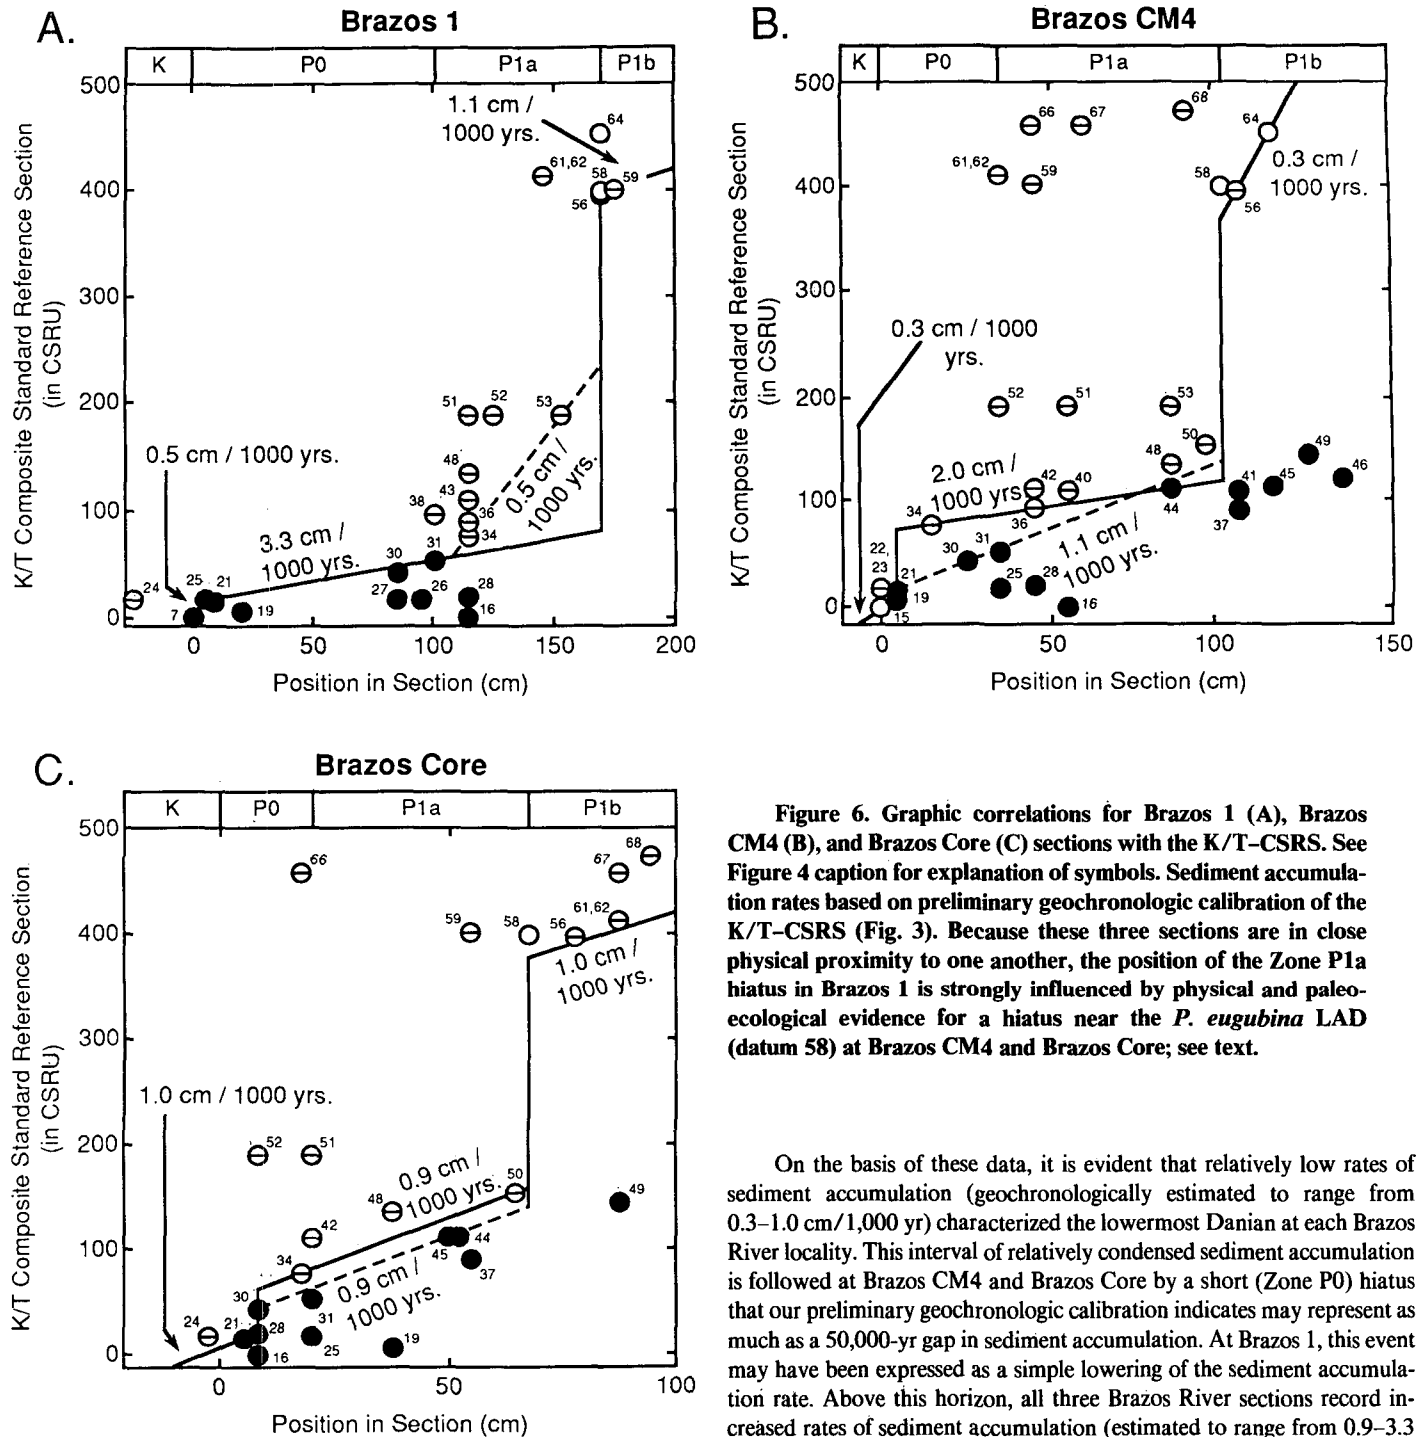 A.
Brazos 1
K P0 P1a P1b
K/T Composite Standard Reference Section
(in CSRU)
500
400
300
200
100
0
1.1 cm /
1000 yrs.
64
61,62
58
59
56
51
52
53
48
43
38
36
34
0.5 cm /
1000 yrs.
0.5 cm / 1000 yrs.
3.3 cm /
1000 yrs.
30
31
24
25
21
27
26
28
7
19
16
0 50 100 150 200
Position in Section (cm)
B.
Brazos CM4
K P0 P1a P1b
K/T Composite Standard Reference Section
(in CSRU)
500
400
300
200
100
0
66
67
68
64
61,62
59
58
56
0.3 cm /
1000 yrs.
0.3 cm / 1000
yrs.
52
51
53
50
48
49
2.0 cm /
1000 yrs.
42
40
41
45
46
34
36
44
37
1.1 cm /
1000 yrs.
22,
23
30
31
21
25
28
19
16
15
0 50 100 150
Position in Section (cm)
C.
Brazos Core
K P0 P1a P1b
K/T Composite Standard Reference Section
(in CSRU)
500
400
300
200
100
0
66
67
68
59
58
56
61,62
1.0 cm /
1000 yrs.
1.0 cm / 1000 yrs.
52
51
0.9 cm /
1000 yrs.
50
48
49
42
34
45
44
37
0.9 cm /
1000 yrs.
30
24
21
28
31
16
25
19
0 50 100
Position in Section (cm)
Figure 6. Graphic correlations for Brazos 1 (A), Brazos
CM4 (B), and Brazos Core (C) sections with the K/T–CSRS. See
Figure 4 caption for explanation of symbols. Sediment accumula-
tion rates based on preliminary geochronologic calibration of the
K/T–CSRS (Fig. 3). Because these three sections are in close
physical proximity to one another, the position of the Zone P1a
hiatus in Brazos 1 is strongly influenced by physical and paleo-
ecological evidence for a hiatus near the P. eugubina LAD
(datum 58) at Brazos CM4 and Brazos Core; see text.
On the basis of these data, it is evident that relatively low rates of
sediment accumulation (geochronologically estimated to range from
0.3–1.0 cm/1,000 yr) characterized the lowermost Danian at each Brazos
River locality. This interval of relatively condensed sediment accumulation
is followed at Brazos CM4 and Brazos Core by a short (Zone P0) hiatus
that our preliminary geochronologic calibration indicates may represent as
much as a 50,000-yr gap in sediment accumulation. At Brazos 1, this event
may have been expressed as a simple lowering of the sediment accumula-
tion rate. Above this horizon, all three Brazos River sections record in-
creased rates of sediment accumulation (estimated to range from 0.9–3.3